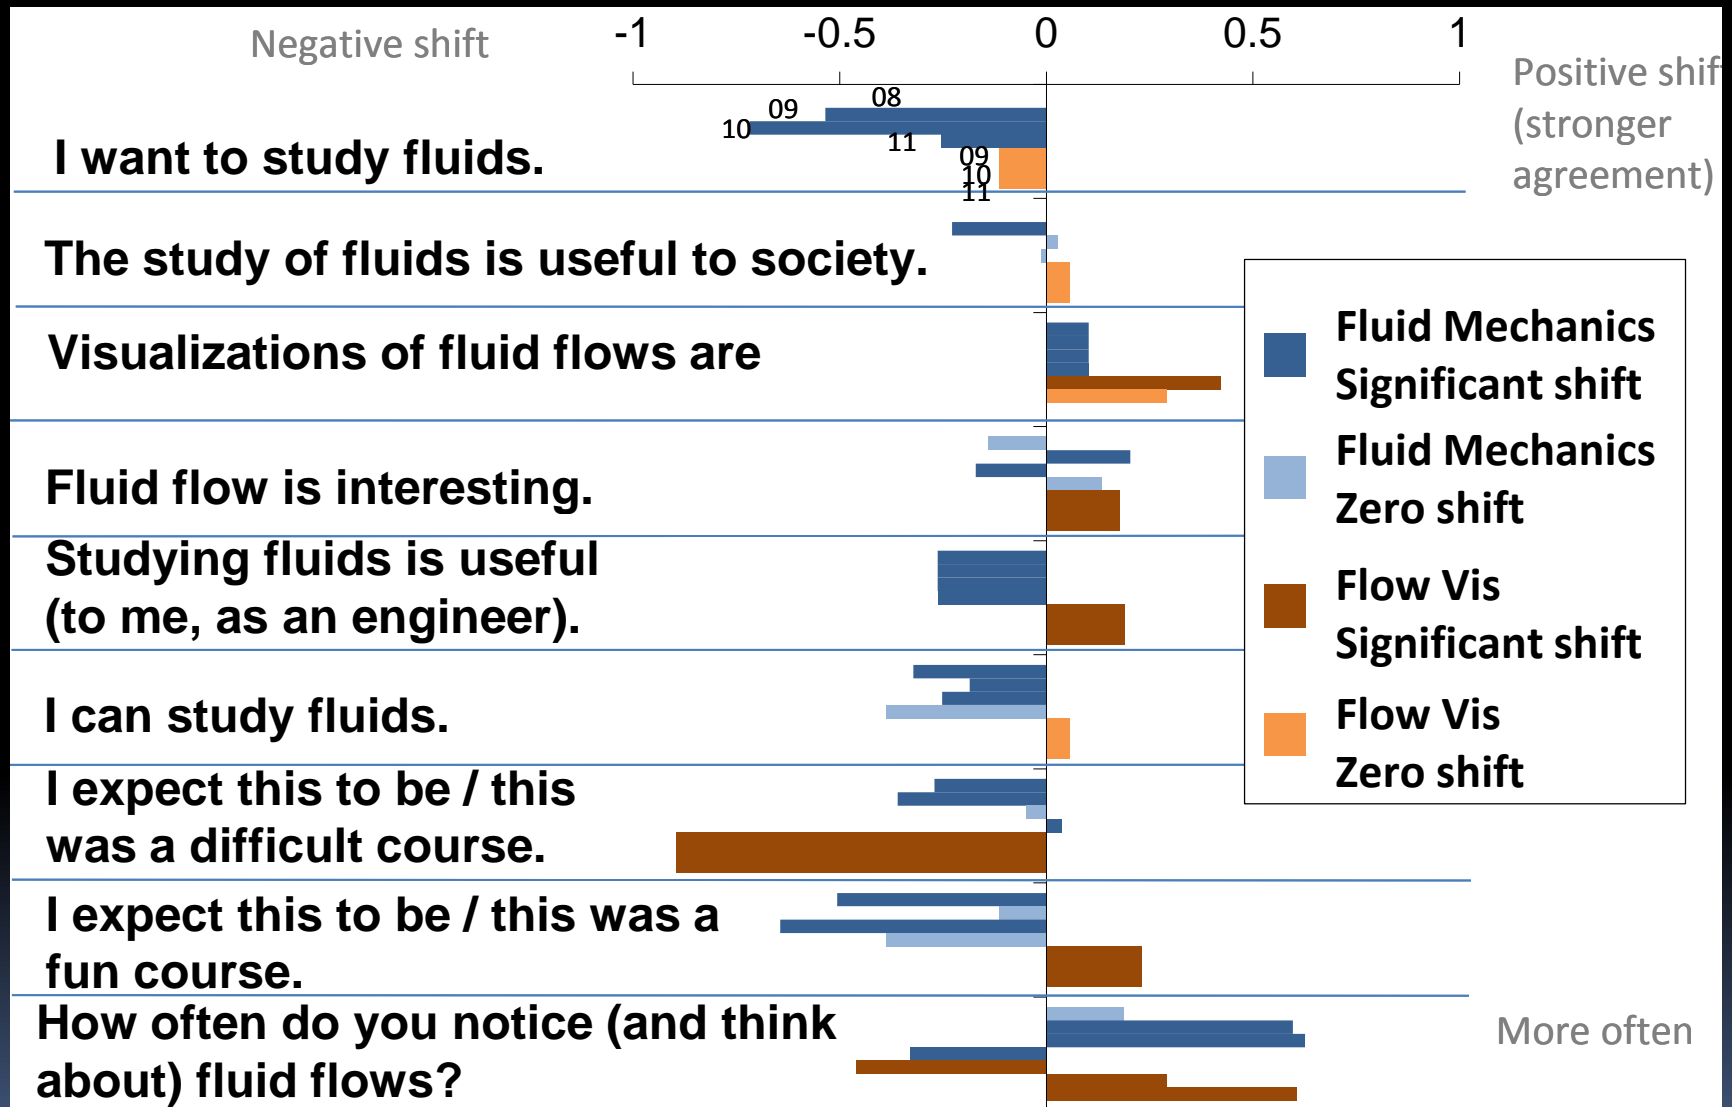 Negative shift
-1
-0.5
0
0.5
1
Positive shif
(stronger
agreement)
08
09
10
11
09
10
11
I want to study fluids.
The study of fluids is useful to society.
Visualizations of fluid flows are
Fluid flow is interesting.
Studying fluids is useful
(to me, as an engineer).
I can study fluids.
I expect this to be / this
was a difficult course.
I expect this to be / this was a
fun course.
How often do you notice (and think
about) fluid flows?
More often
Fluid Mechanics
Significant shift
Fluid Mechanics
Zero shift
Flow Vis
Significant shift
Flow Vis
Zero shift